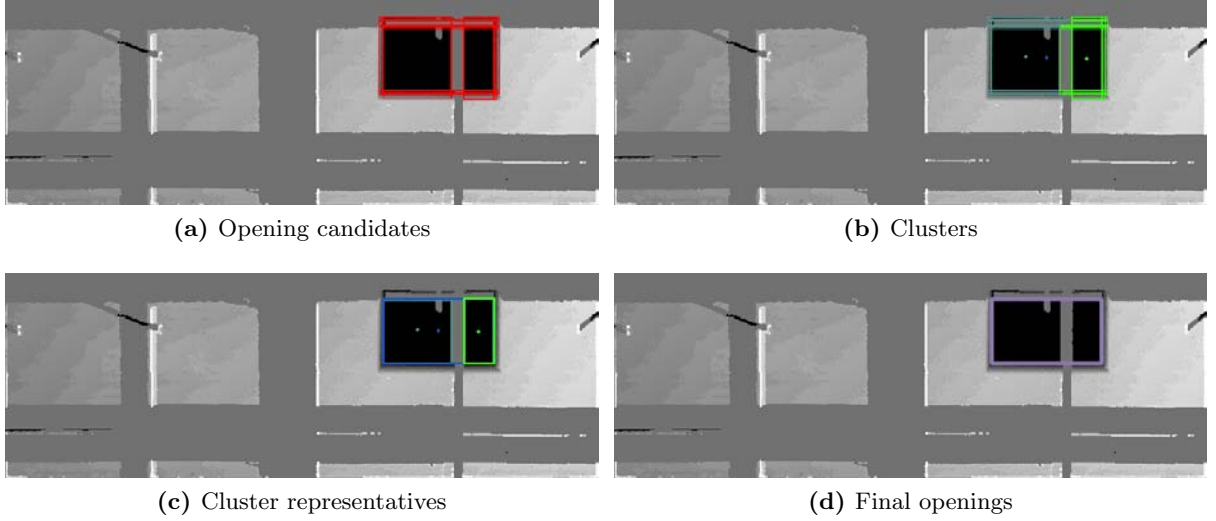 (a) Opening candidates
(b) Clusters
(c) Cluster representatives
(d) Final openings